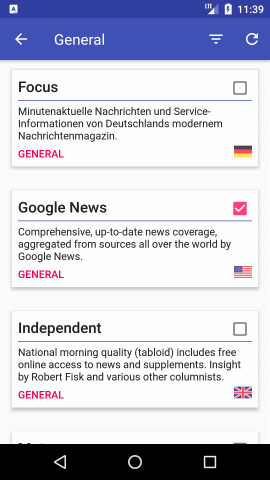 LTE 11:39
General
Focus
Minutenaktuelle Nachrichten und Service-
Informationen von Deutschlands modernem
Nachrichtenmagazin.
GENERAL
Google News
Comprehensive, up-to-date news coverage,
aggregated from sources all over the world by
Google News.
GENERAL
Independent
National morning quality (tabloid) includes free
online access to news and supplements. Insight
by Robert Fisk and various other columnists.
GENERAL